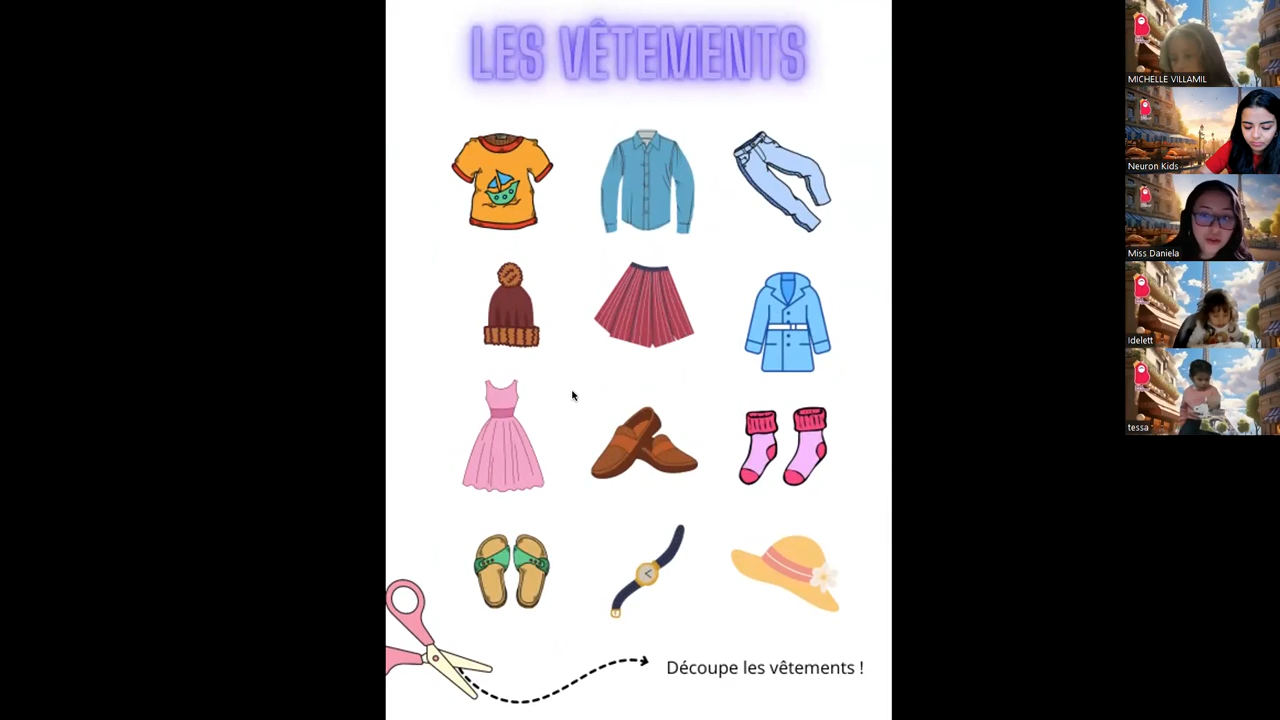 LES VÊTEMENTS
Découpe les vêtements !
MICHELLE VILLAMIL
Neuron Kids
Miss Daniela
Idelett
tessa